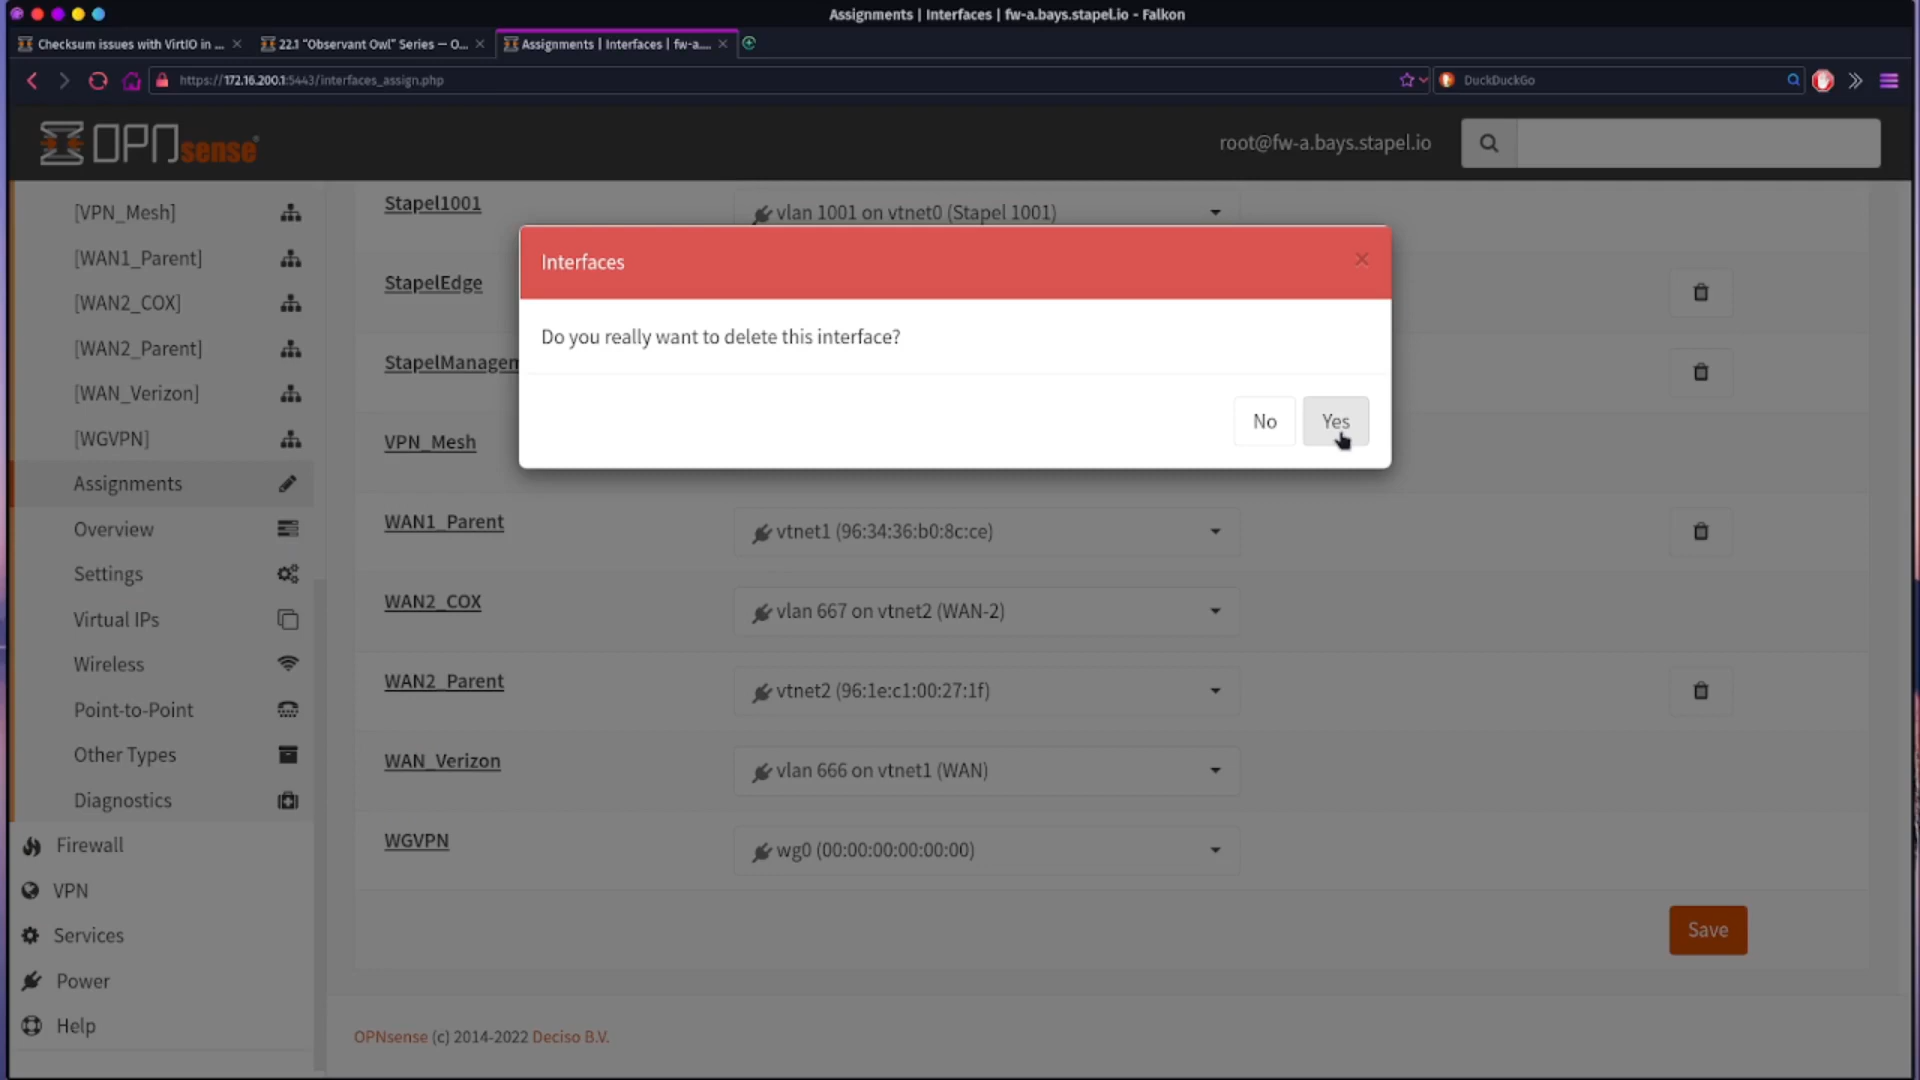 Assignments | Interfaces | fw-a.bays.stapel.io - Falkon
Checksum issues with VirtIO in ...
22.1 "Observant Owl" Series — O...
Assignments | Interfaces | fw-a....
https://172.16.200.1:5443/interfaces_assign.php
DuckDuckGo
OPNsense
root@fw-a.bays.stapel.io
[VPN_Mesh]
[WAN1_Parent]
[WAN2_COX]
[WAN2_Parent]
[WAN_Verizon]
[WGVPN]
Assignments
Overview
Settings
Virtual IPs
Wireless
Point-to-Point
Other Types
Diagnostics
Firewall
VPN
Services
Power
Help
Stapel1001
vlan 1001 on vtnet0 (Stapel 1001)
StapelEdge
StapelManagem
VPN_Mesh
WAN1_Parent
vtnet1 (96:34:36:b0:8c:ce)
WAN2_COX
vlan 667 on vtnet2 (WAN-2)
WAN2_Parent
vtnet2 (96:1e:c1:00:27:1f)
WAN_Verizon
vlan 666 on vtnet1 (WAN)
WGVPN
wg0 (00:00:00:00:00:00)
Save
Interfaces
Do you really want to delete this interface?
No
Yes
OPNsense (c) 2014-2022 Deciso B.V.